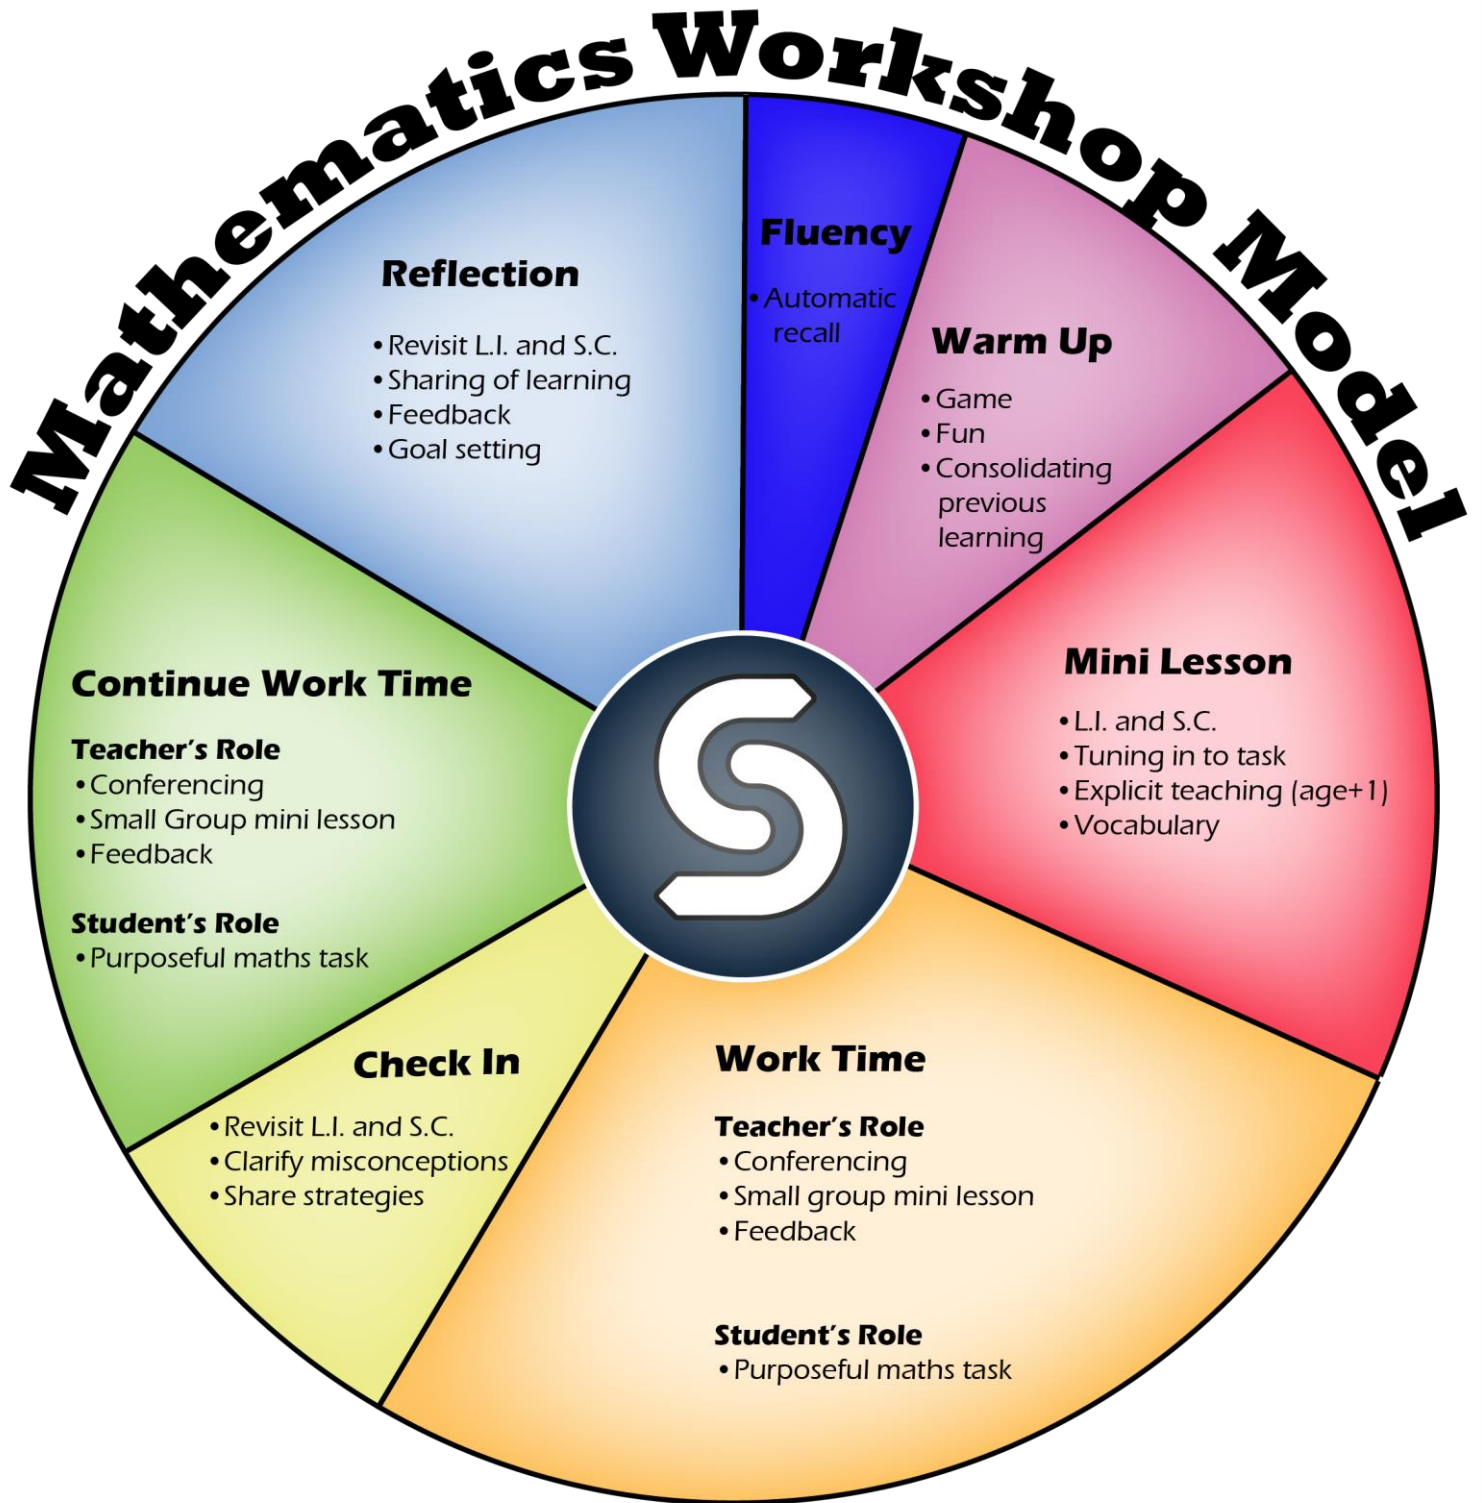 Mathematics Workshop Model
Fluency
• Automatic
recall
Warm Up
• Game
• Fun
• Consolidating
previous
learning
Mini Lesson
• L.I. and S.C.
• Tuning in to task
• Explicit teaching (age+1)
• Vocabulary
Work Time
Teacher's Role
• Conferencing
• Small group mini lesson
• Feedback
Student's Role
• Purposeful maths task
Check In
• Revisit L.I. and S.C.
• Clarify misconceptions
• Share strategies
Continue Work Time
Teacher's Role
• Conferencing
• Small Group mini lesson
• Feedback
Student's Role
• Purposeful maths task
Reflection
• Revisit L.I. and S.C.
• Sharing of learning
• Feedback
• Goal setting
S